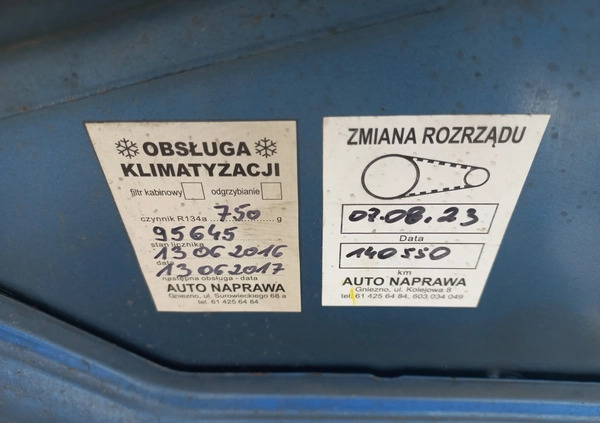 OBSŁUGA
KLIMATYZACJI
filtr kabinowy odgrzybianie
czynnik R134a 750 g
95645
stan licznika
13 06 2016
data
13 06 2017
następna obsługa - data
AUTO NAPRAWA
Gniezno, ul. Surowieckiego 68 a
tel. 61 425 64 84
ZMIANA ROZRZĄDU
07.08.23
Data
140550
km
AUTO NAPRAWA
Gniezno, ul. Kolejowa 8
tel. 61 425 64 84, 603 034 049